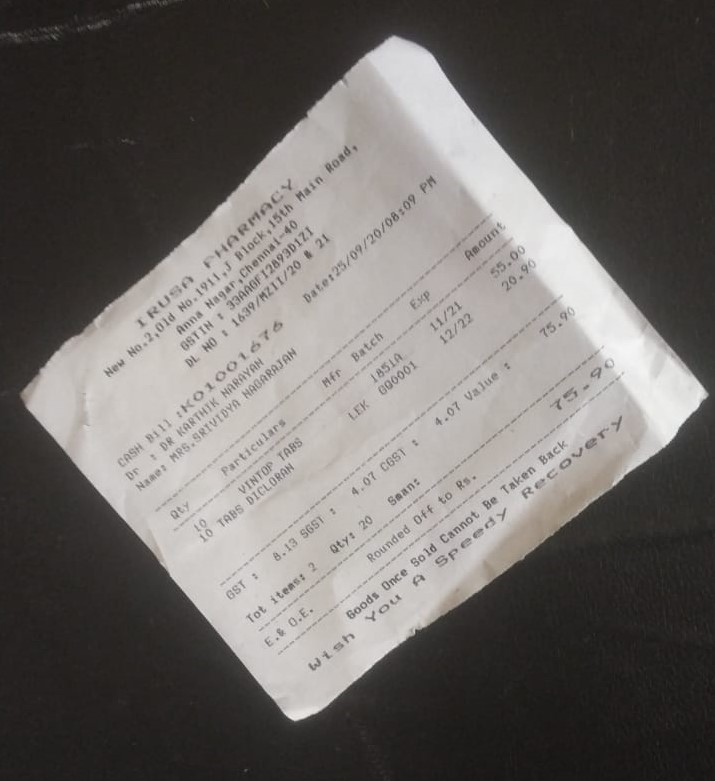 IRUSA PHARMACY
New No.2,Old No.1911,J Block,15th Main Road,
Anna Nagar,Chennai-40
GSTIN : 33AAGFI2893D1ZI
DL NO : 1639/MZII/20 & 21
CASH Bill :K01001676 Date:25/09/20/08:09 PM
Dr : DR KARTHIK NARAYAN
Name: MRS.SRIVIDYA NAGARAJAN
Qty Particulars Mfr Batch Exp Amount
10 VINTOP TABS 1851A 11/21 55.00
10 TABS DICLORAN LEK GQ0001 12/22 20.90
GST : 8.13 SGST : 4.07 CGST : 4.07 Value : 75.90
Tot items: 2 Qty: 20 Sman:
E.& O.E. Rounded Off to Rs. 75.90
Goods Once Sold Cannot Be Taken Back
Wish You A Speedy Recovery